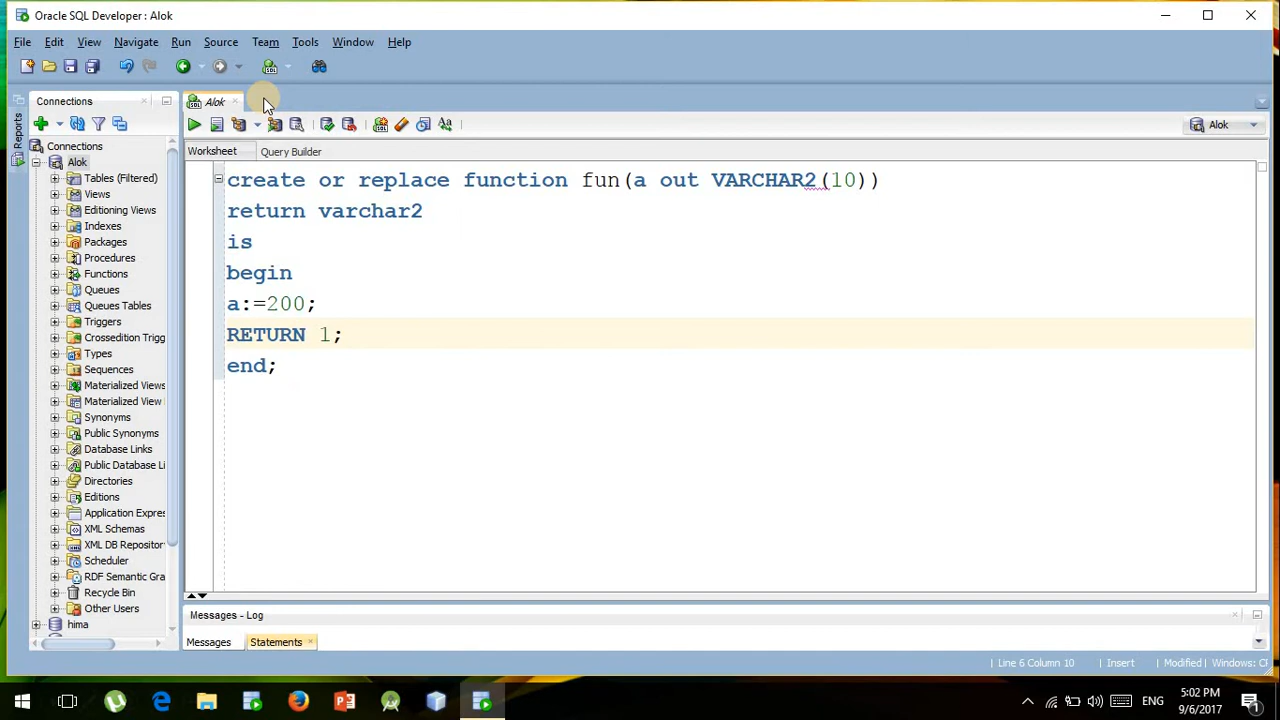 Oracle SQL Developer : Alok
File Edit View Navigate Run Source Team Tools Window Help
Reports
Connections
Alok
Alok
Worksheet Query Builder
Connections
Alok
Tables (Filtered)
Views
Editioning Views
Indexes
Packages
Procedures
Functions
Queues
Queues Tables
Triggers
Crossedition Trigg
Types
Sequences
Materialized Views
Materialized View
Synonyms
Public Synonyms
Database Links
Public Database Li
Directories
Editions
Application Expres
XML Schemas
XML DB Repositor
Scheduler
RDF Semantic Gra
Recycle Bin
Other Users
hima
create or replace function fun(a out VARCHAR2(10))
return varchar2
is
begin
a:=200;
RETURN 1;
end;
Messages - Log
Messages Statements
Line 6 Column 10 Insert Modified Windows: C
ENG
5:02 PM
9/6/2017